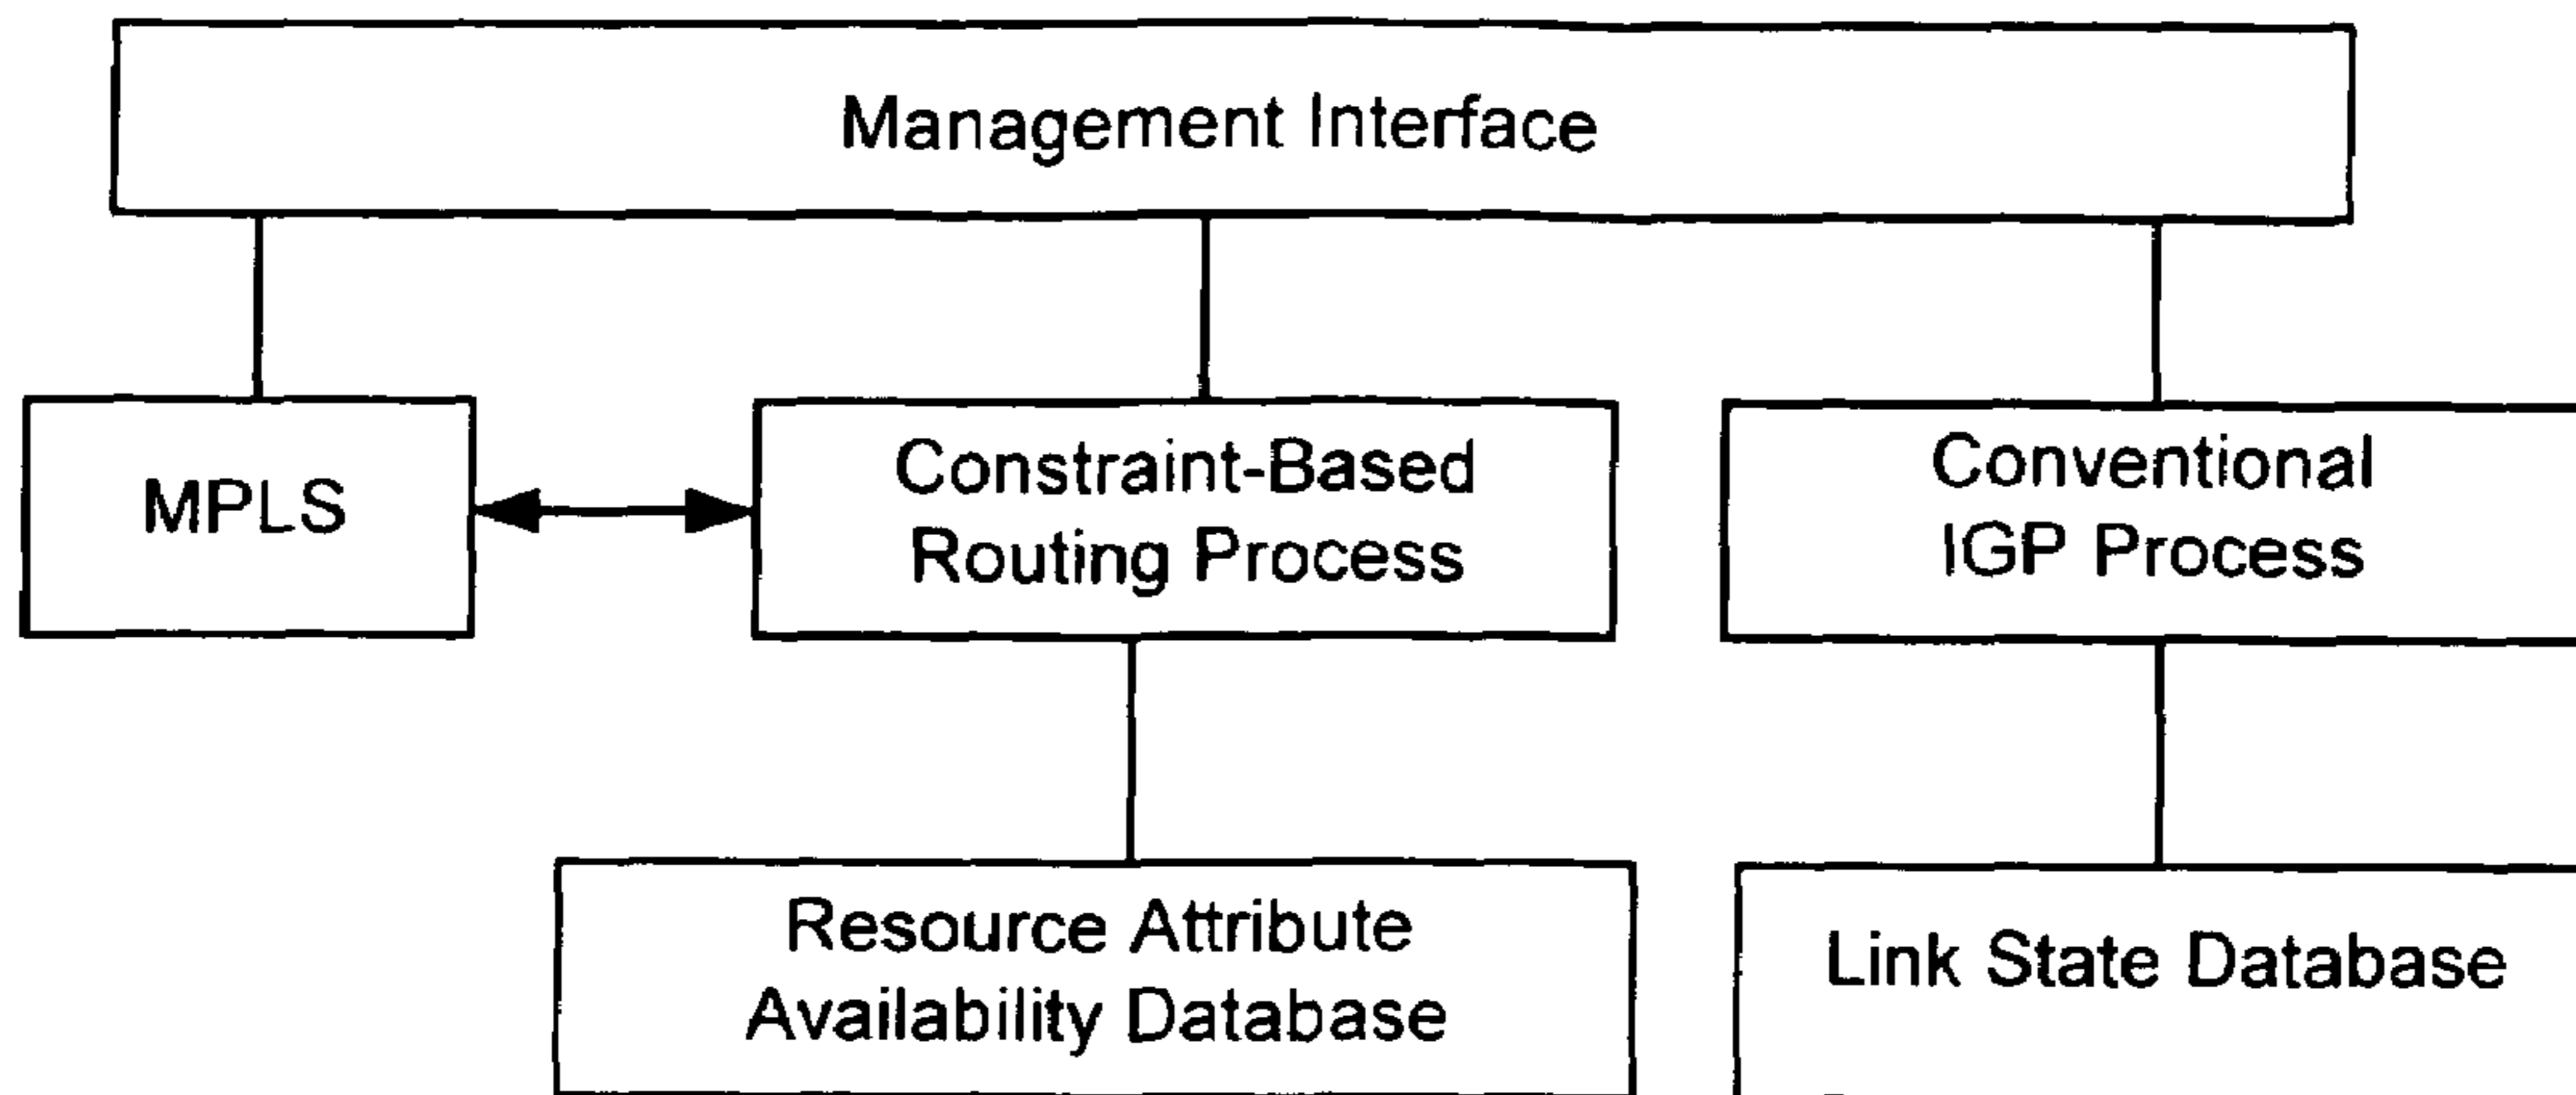 Management Interface
MPLS
Constraint-Based
Routing Process
Conventional
IGP Process
Resource Attribute
Availability Database
Link State Database